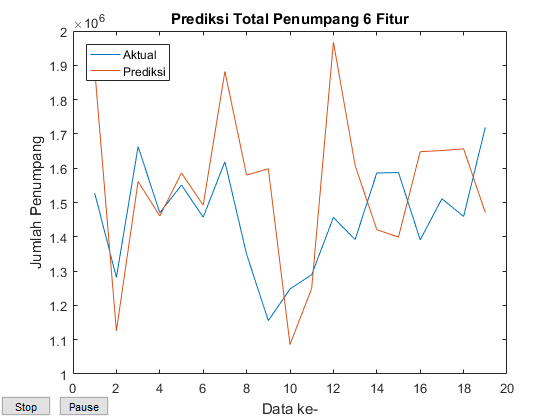 Prediksi Total Penumpang 6 Fitur
×10^6
2
1.9
1.8
1.7
1.6
1.5
1.4
1.3
1.2
1.1
1
Jumlah Penumpang
Aktual
Prediksi
0 2 4 6 8 10 12 14 16 18 20
Data ke-
Stop Pause